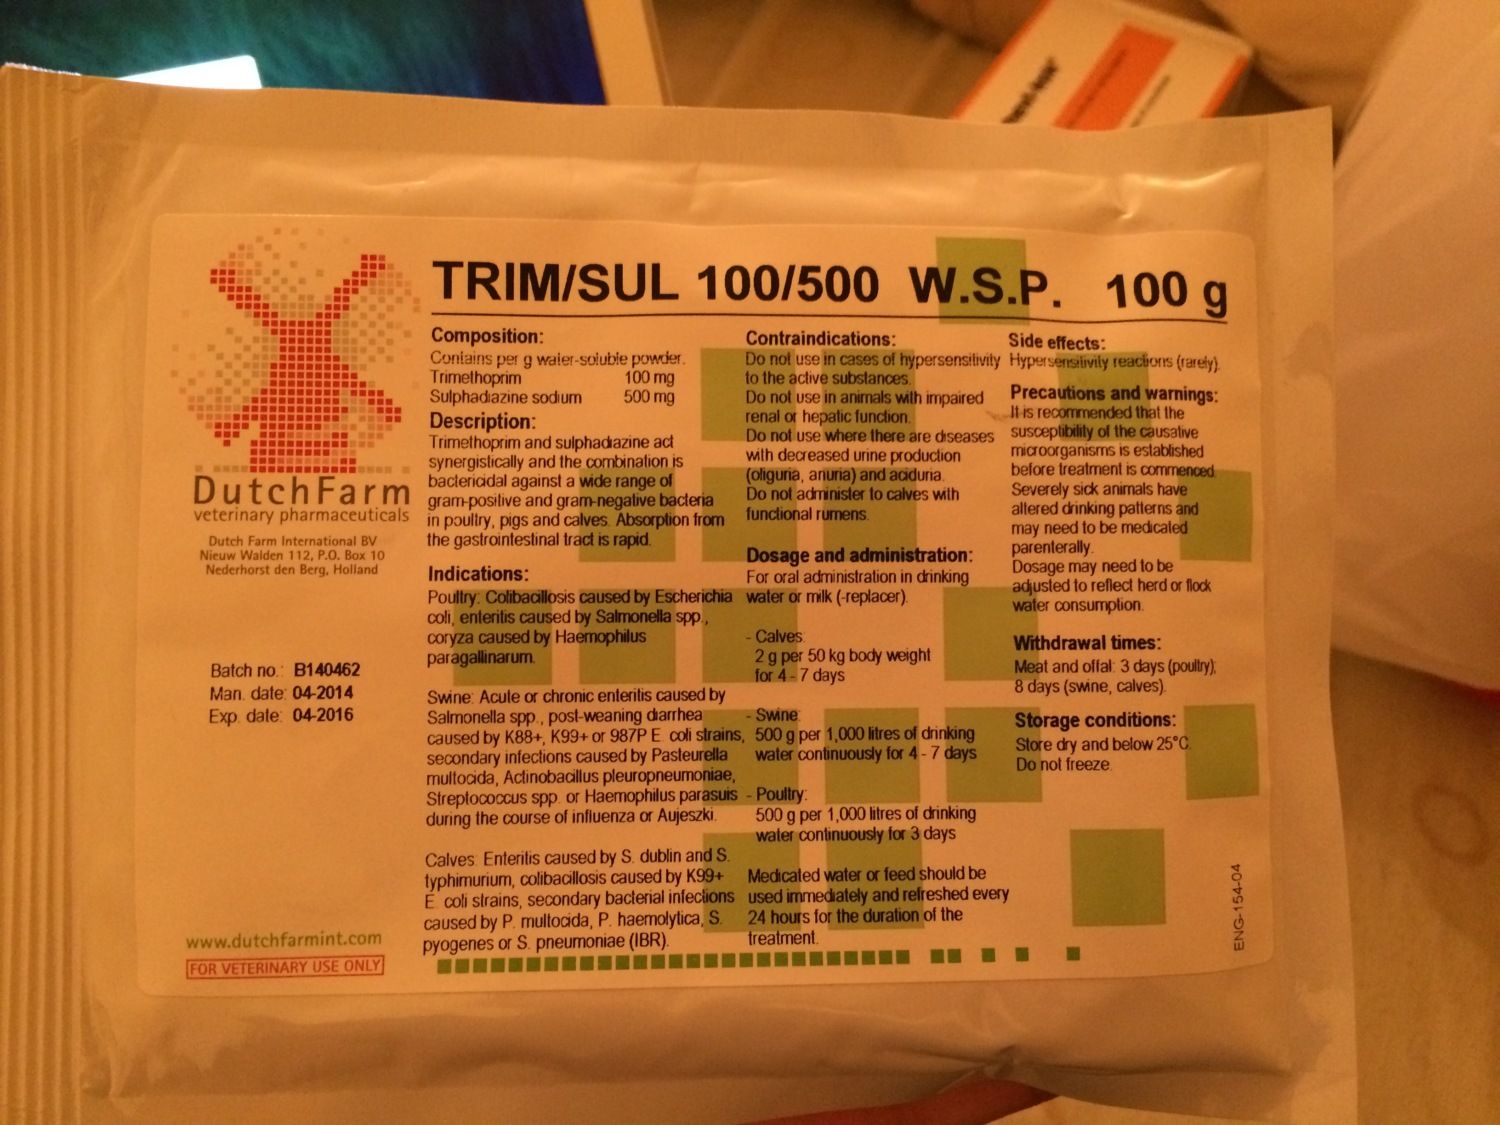 TRIM/SUL 100/500 W.S.P. 100 g
Composition:
Contains per g water-soluble powder.
Trimethoprim 100 mg
Sulphadiazine sodium 500 mg
Description:
Trimethoprim and sulphadiazine act
synergistically and the combination is
bactericidal against a wide range of
gram-positive and gram-negative bacteria
in poultry, pigs and calves. Absorption from
the gastrointestinal tract is rapid.
Indications:
Poultry: Colibacillosis caused by Escherichia
coli, enteritis caused by Salmonella spp.,
coryza caused by Haemophilus
paragallinarum.
Swine: Acute or chronic enteritis caused by
Salmonella spp., post-weaning diarrhea
caused by K88+, K99+ or 987P E. coli strains,
secondary infections caused by Pasteurella
multocida, Actinobacillus pleuropneumoniae,
Streptococcus spp. or Haemophilus parasuis
during the course of influenza or Aujeszki.
Calves: Enteritis caused by S. dublin and S.
typhimurium, colibacillosis caused by K99+
E. coli strains, secondary bacterial infections
caused by P. multocida, P. haemolytica, S.
pyogenes or S. pneumoniae (IBR).
Contraindications:
Do not use in cases of hypersensitivity
to the active substances.
Do not use in animals with impaired
renal or hepatic function.
Do not use where there are diseases
with decreased urine production
(oliguria, anuria) and aciduria.
Do not administer to calves with
functional rumens.
Dosage and administration:
For oral administration in drinking
water or milk (-replacer).
- Calves:
2 g per 50 kg body weight
for 4 - 7 days
- Swine:
500 g per 1,000 litres of drinking
water continuously for 4 - 7 days
- Poultry:
500 g per 1,000 litres of drinking
water continuously for 3 days
Medicated water or feed should be
used immediately and refreshed every
24 hours for the duration of the
treatment.
Side effects:
Hypersensitivity reactions (rarely).
Precautions and warnings:
It is recommended that the
susceptibility of the causative
microorganisms is established
before treatment is commenced.
Severely sick animals have
altered drinking patterns and
may need to be medicated
parenterally.
Dosage may need to be
adjusted to reflect herd or flock
water consumption.
Withdrawal times:
Meat and offal: 3 days (poultry);
8 days (swine, calves).
Storage conditions:
Store dry and below 25°C.
Do not freeze.
ENG-154-04
DutchFarm
veterinary pharmaceuticals
Dutch Farm International BV
Nieuw Walden 112, P.O. Box 10
Nederhorst den Berg, Holland
Batch no.: B140462
Man. date: 04-2014
Exp. date: 04-2016
www.dutchfarmint.com
FOR VETERINARY USE ONLY